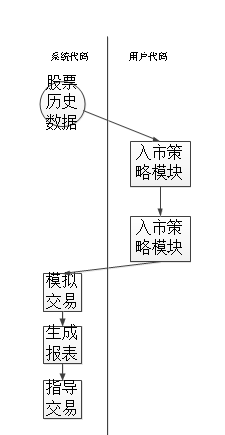 系统代码
用户代码
股票
历史
数据
入市策
略模块
入市策
略模块
模拟
交易
生成
报表
指导
交易